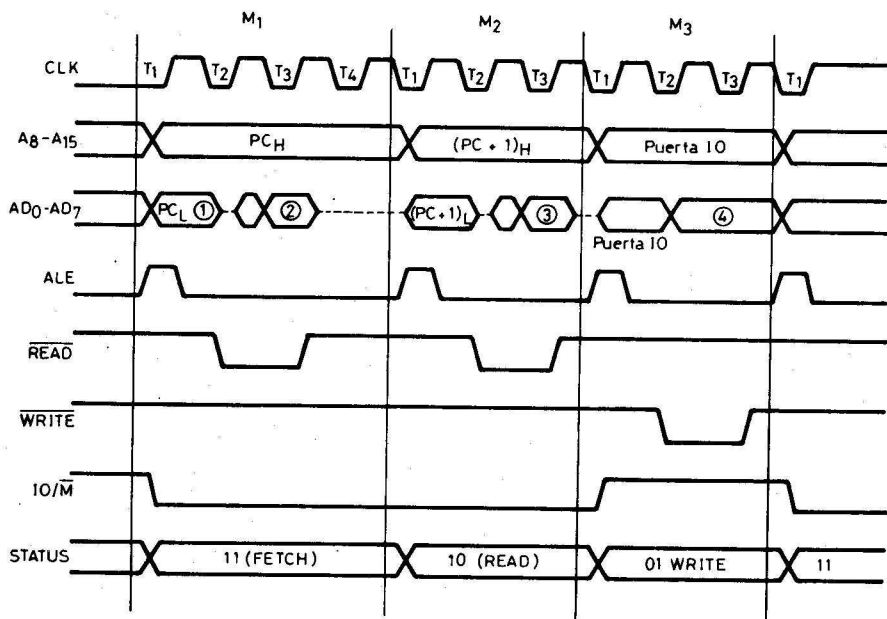 M1 M2 M3
CLK T1 T2 T3 T4 T1 T2 T3 T1 T2 T3 T1
A8-A15 PCH (PC + 1)H Puerta IO
AD0-AD7 PCL ① ② (PC+1)L ③ ④
Puerta IO
ALE
READ
WRITE
IO/M
STATUS 11 (FETCH) 10 (READ) 01 WRITE 11